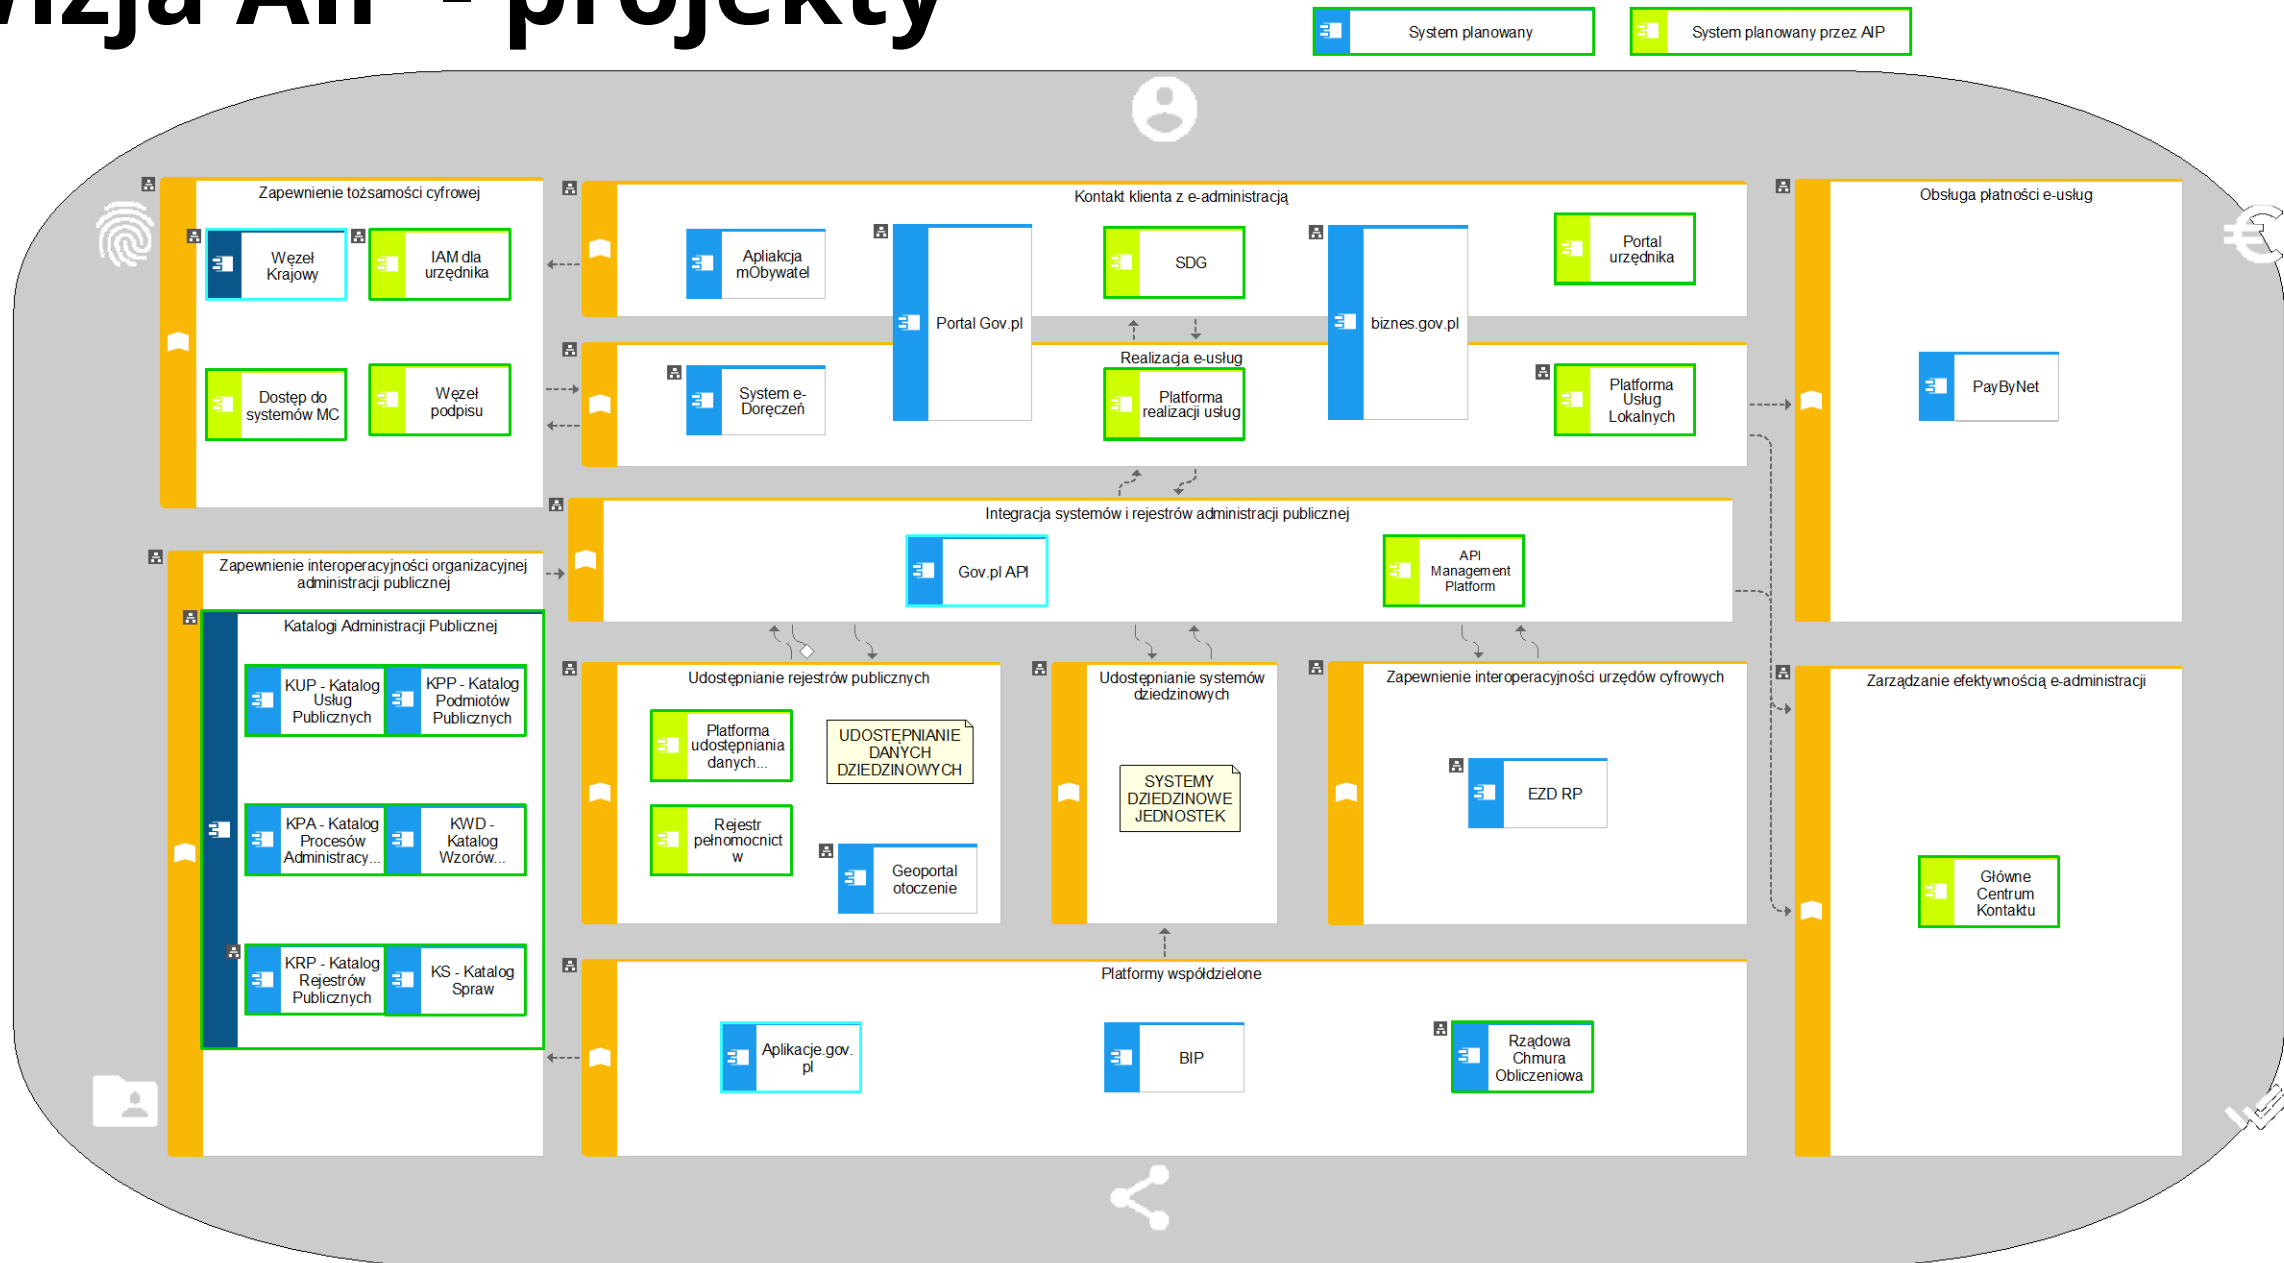 wizja AIP - projekty
System planowany
System planowany przez AIP
Zapewnienie tożsamości cyfrowej
Węzeł
Krajowy
IAM dla
urzędnika
Dostęp do
systemów MC
Węzeł
podpisu
Kontakt klienta z e-administracją
Apliakcja
mObywatel
Portal Gov.pl
SDG
biznes.gov.pl
Portal
urzędnika
Realizacja e-usług
System e-
Doręczeń
Platforma
realizacji usług
Platforma
Usług
Lokalnych
Obsługa płatności e-usług
PayByNet
Integracja systemów i rejestrów administracji publicznej
Gov.pl API
API
Management
Platform
Zapewnienie interoperacyjności organizacyjnej
administracji publicznej
Katalogi Administracji Publicznej
KUP - Katalog
Usług
Publicznych
KPP - Katalog
Podmiotów
Publicznych
KPA - Katalog
Procesów
Administracy...
KWD -
Katalog
Wzorów...
KRP - Katalog
Rejestrów
Publicznych
KS - Katalog
Spraw
Udostępnianie rejestrów publicznych
Platforma
udostępniania
danych...
UDOSTĘPNIANIE
DANYCH
DZIEDZINOWYCH
Rejestr
pełnomocnict
w
Geoportal
otoczenie
Udostępnianie systemów
dziedzinowych
SYSTEMY
DZIEDZINOWE
JEDNOSTEK
Zapewnienie interoperacyjności urzędów cyfrowych
EZD RP
Zarządzanie efektywnością e-administracji
Główne
Centrum
Kontaktu
Platformy współdzielone
Aplikacje.gov.
pl
BIP
Rządowa
Chmura
Obliczeniowa